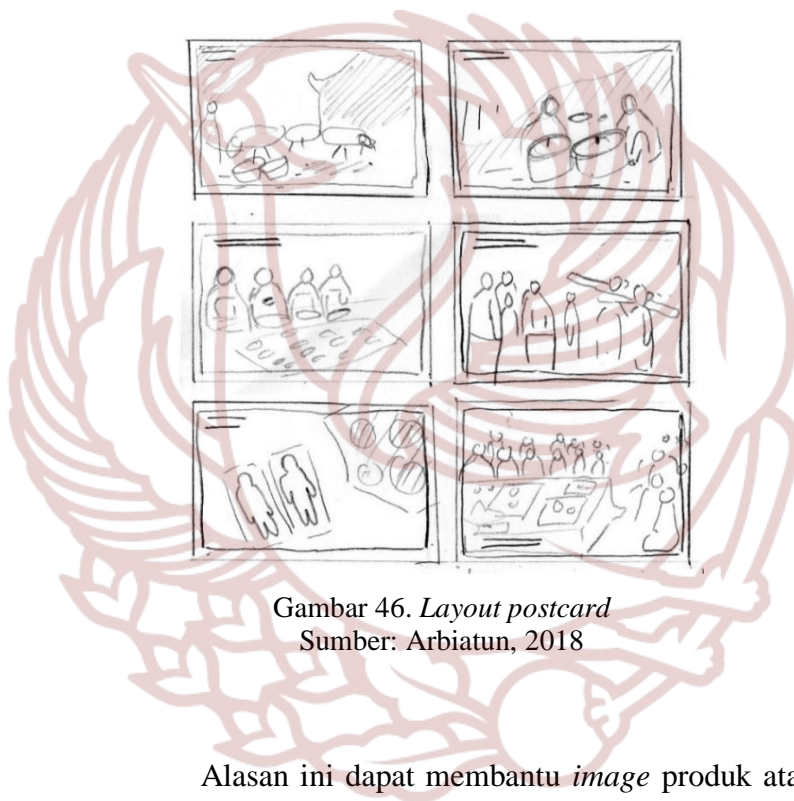 Gambar 46. Layout postcard
Sumber: Arbiatun, 2018
Alasan ini dapat membantu image produk ata